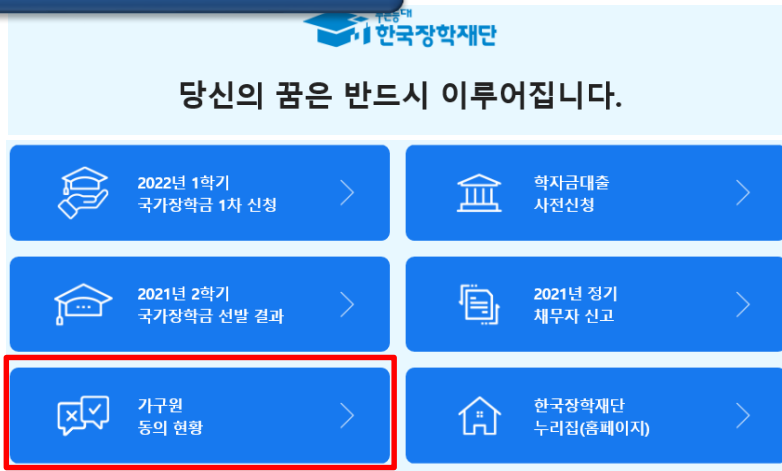 푸른등대
한국장학재단
당신의 꿈은 반드시 이루어집니다.
2022년 1학기
국가장학금 1차 신청
학자금대출
사전신청
2021년 2학기
국가장학금 선발 결과
2021년 정기
채무자 신고
가구원
동의 현황
한국장학재단
누리집(홈페이지)